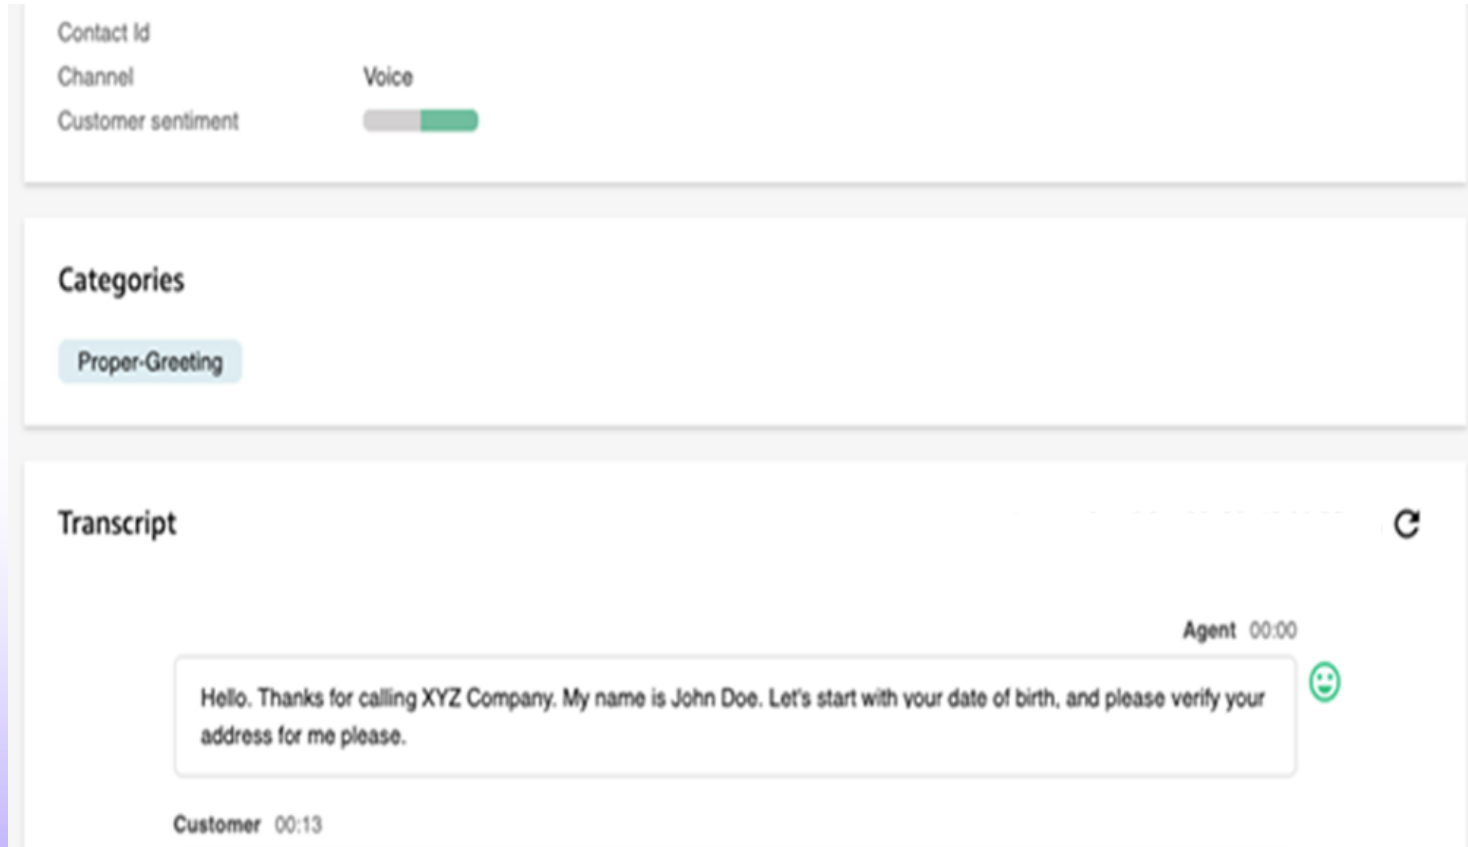 Contact Id
Channel Voice
Customer sentiment
Categories
Proper-Greeting
Transcript
Agent 00:00
Hello. Thanks for calling XYZ Company. My name is John Doe. Let's start with your date of birth, and please verify your
address for me please.
Customer 00:13